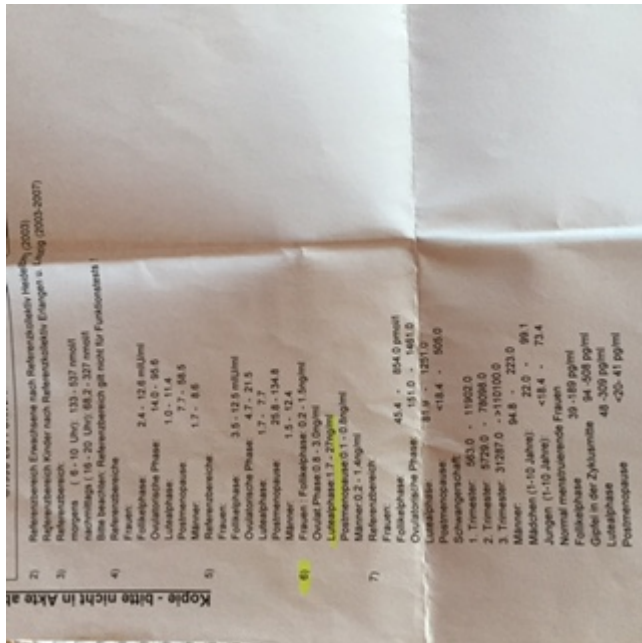 Kopie - bitte nicht in Akte ab
2) Referenzbereich Erwachsene nach Referenzkollektiv (2003)
Referenzbereich Kinder nach Referenzkollektiv Erlangen u. (2003-2007)
3) Referenzbereich:
morgens ( 6 - 10 Uhr): 133 - 537 nmol/l
nachmittags ( 16 - 20 Uhr): 68.2 - 327 nmol/l
Bitte beachten: Referenzbereich gilt nicht für Funktionstests !
4) Referenzbereiche
Frauen:
Follikelphase: 2.4 - 12.6 mIU/ml
Ovulatorische Phase: 14.0 - 95.6
Lutealphase: 1.0 - 11.4
Postmenopause: 7.7 - 58.5
Männer: 1.7 - 8.6
5) Referenzbereiche:
Frauen:
Follikelphase: 3.5 - 12.5 mIU/ml
Ovulatorische Phase: 4.7 - 21.5
Lutealphase: 1.7 - 7.7
Postmenopause: 25.8 - 134.8
Männer: 1.5 - 12.4
6) Frauen : Follikelphase: 0.2 - 1.5ng/ml
Ovulat.Phase:0.8 - 3.0ng/ml
Lutealphase:1.7 - 27ng/ml
Postmenopause:0.1 - 0.8ng/ml
Männer:0.2 - 1.4ng/ml
7) Referenzbereich
Frauen:
Follikelphase 45.4 - 854.0 pmol/l
Ovulatorische Phase: 151.0 - 1461.0
Lutealphase 81.9 - 1251.0
Postmenopause <18.4 - 505.0
Schwangerschaft:
1. Trimester: 563.0 - 11902.0
2. Trimester: 5729.0 - 78098.0
3. Trimester: 31287.0 - >110100.0
Männer: 94.8 - 223.0
Mädchen (1-10 Jahre): 22.0 - 99.1
Jungen (1-10 Jahre): <18.4 - 73.4
Normal menstruierende Frauen
Follikelphase 39 -189 pg/ml
Gipfel in der Zyklusmitte 94 -508 pg/ml
Lutealphase 48 -309 pg/ml
Postmenopause <20- 41 pg/ml